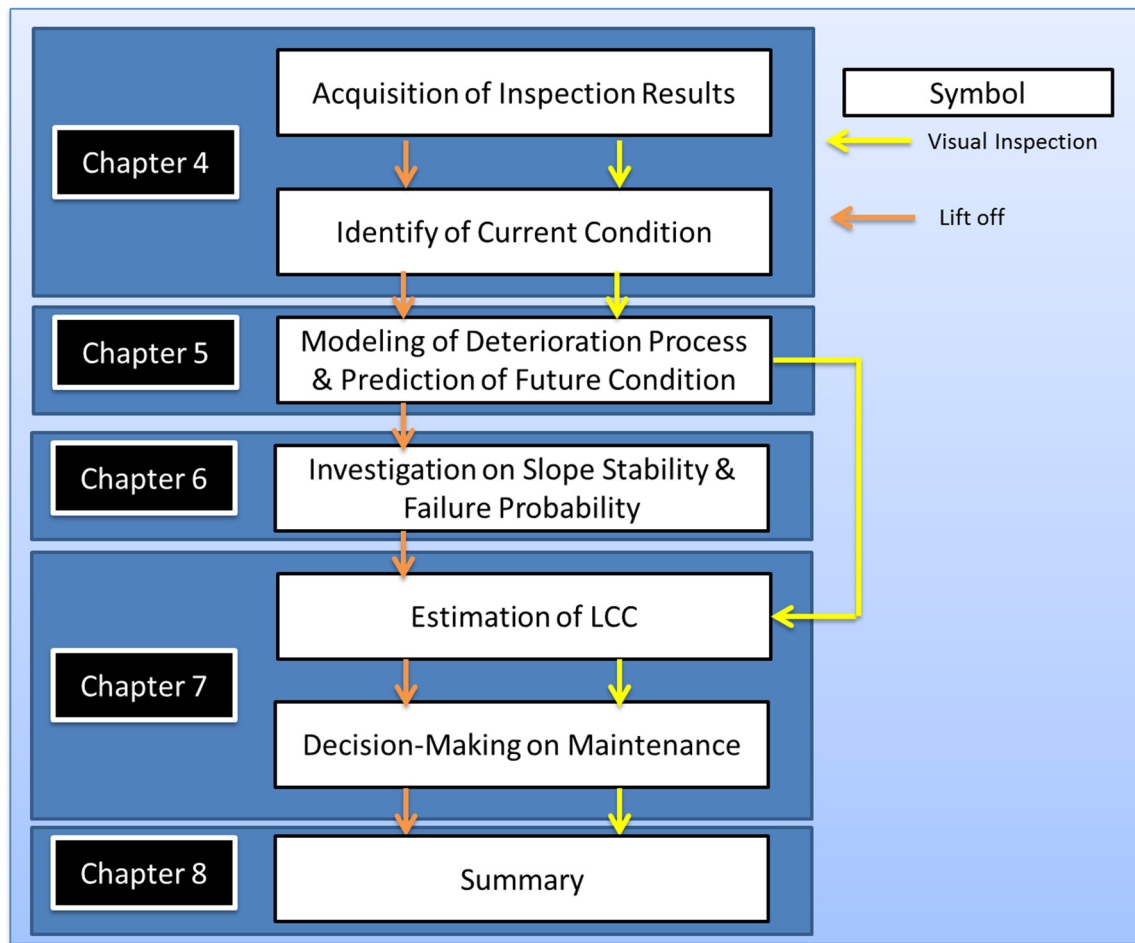 Acquisition of Inspection Results
Symbol
Chapter 4
Visual Inspection
Identify of Current Condition
Lift off
Chapter 5
Modeling of Deterioration Process
& Prediction of Future Condition
Chapter 6
Investigation on Slope Stability &
Failure Probability
Estimation of LCC
Chapter 7
Decision-Making on Maintenance
Chapter 8
Summary